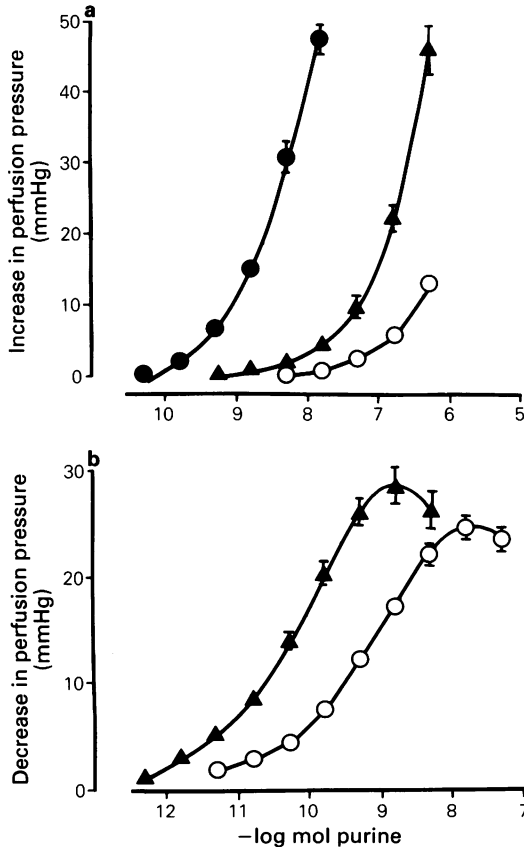 a
Increase in perfusion pressure
(mmHg)
50
40
30
20
10
0
10 9 8 7 6 5
b
Decrease in perfusion pressure
(mmHg)
30
20
10
0
12 11 10 9 8 7
−log mol purine